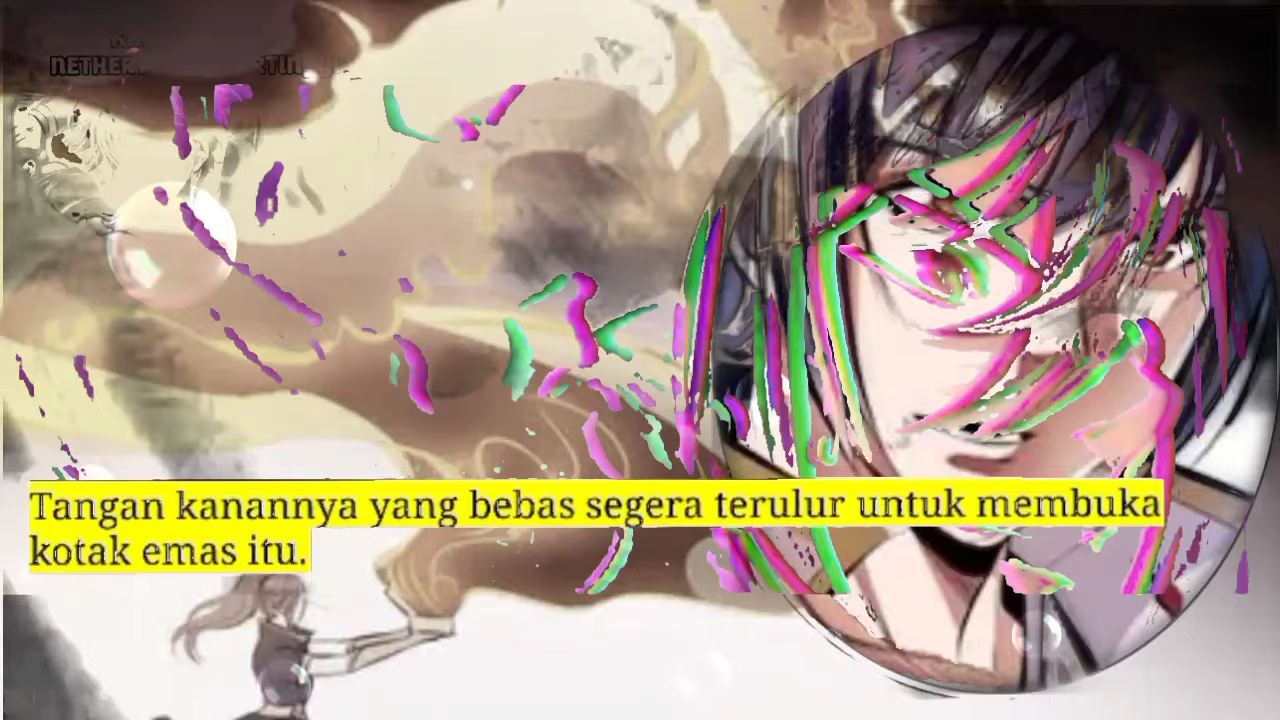 Tangan kanannya yang bebas segera terulur untuk membuka
kotak emas itu.